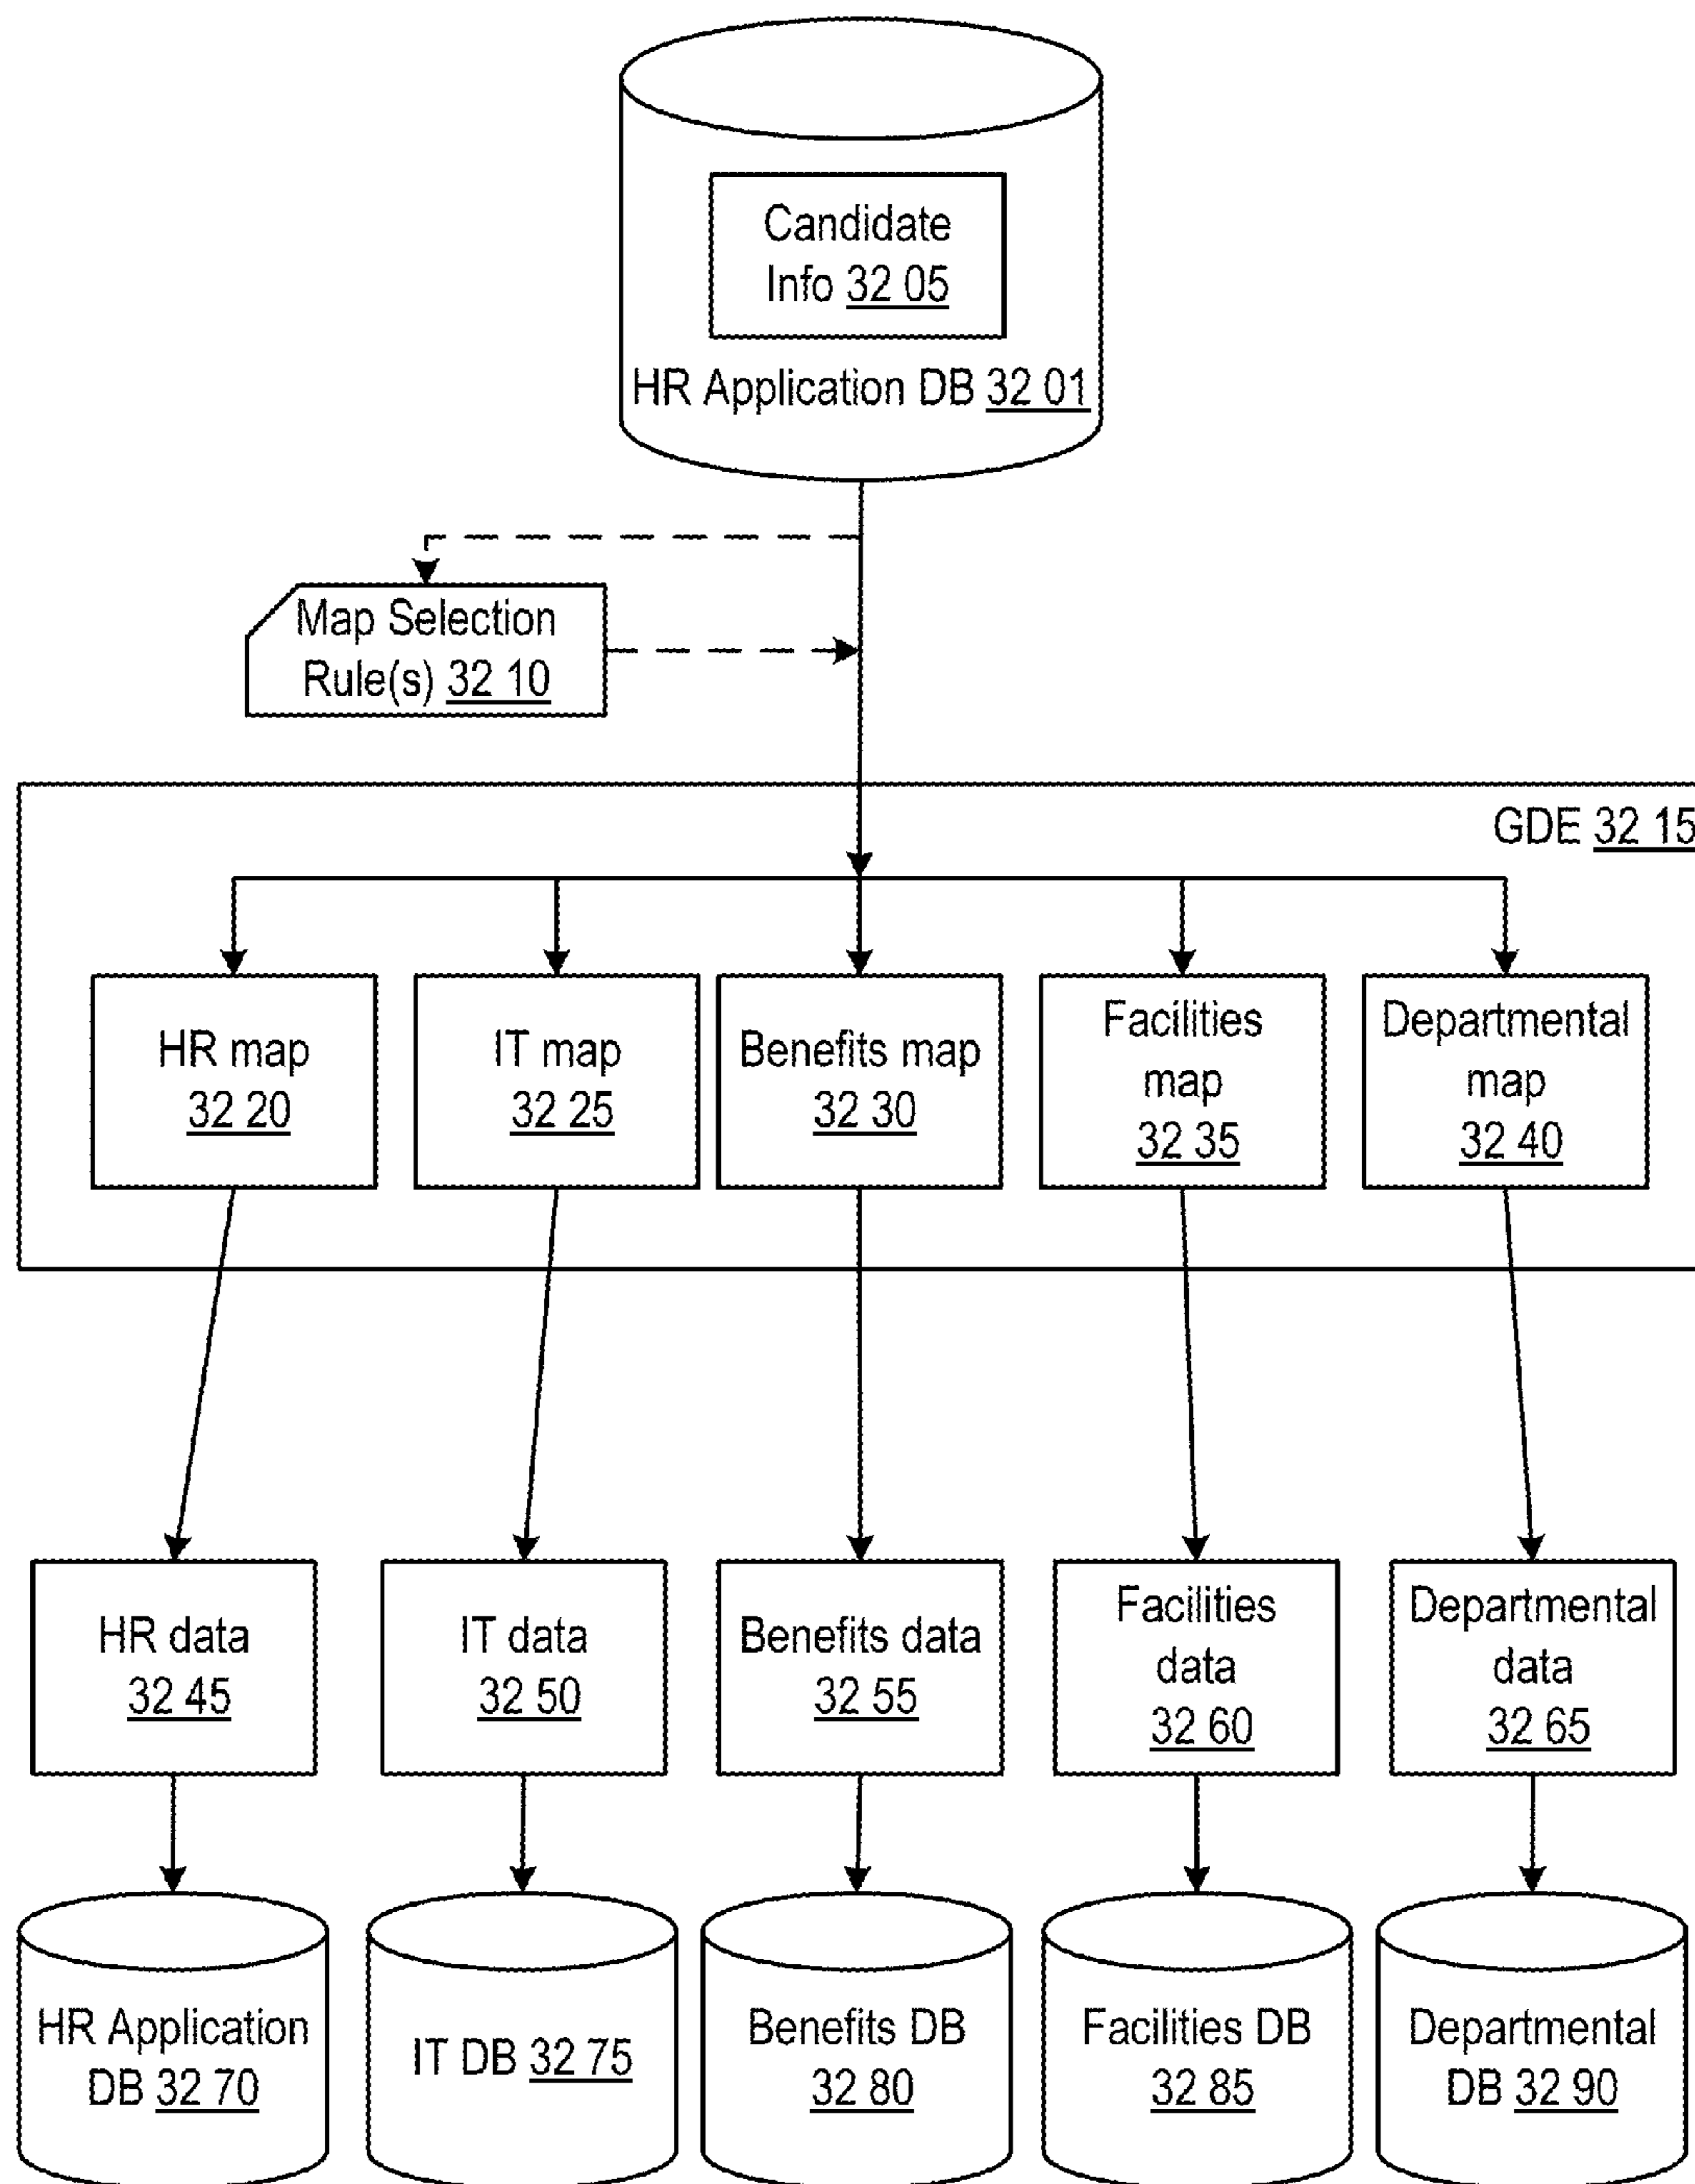 Candidate
Info 32 05
HR Application DB 32 01
Map Selection
Rule(s) 32 10
GDE 32 15
HR map
32 20
IT map
32 25
Benefits map
32 30
Facilities
map
32 35
Departmental
map
32 40
HR data
32 45
IT data
32 50
Benefits data
32 55
Facilities
data
32 60
Departmental
data
32 65
HR Application
DB 32 70
IT DB 32 75
Benefits DB
32 80
Facilities DB
32 85
Departmental
DB 32 90